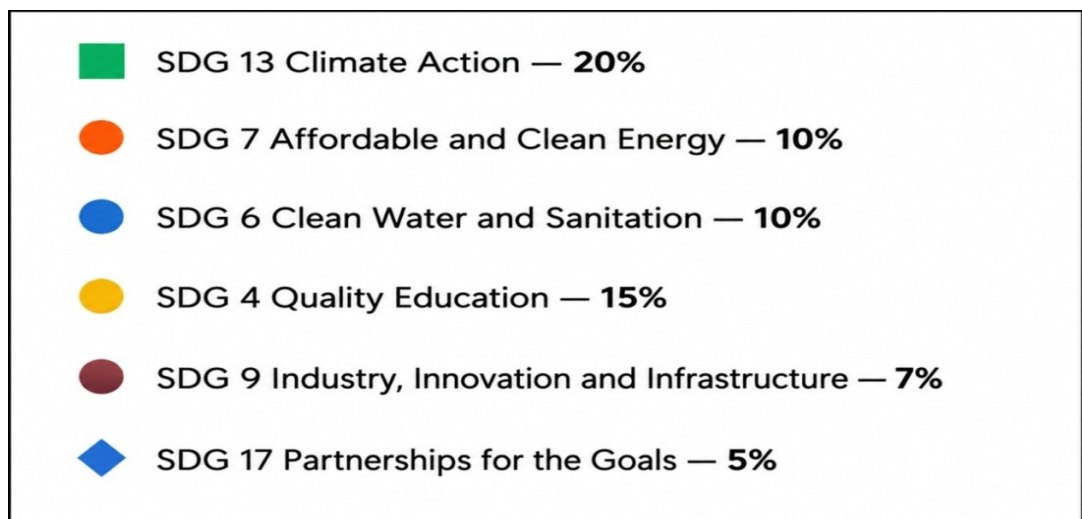 SDG 13 Climate Action — 20%
SDG 7 Affordable and Clean Energy — 10%
SDG 6 Clean Water and Sanitation — 10%
SDG 4 Quality Education — 15%
SDG 9 Industry, Innovation and Infrastructure — 7%
SDG 17 Partnerships for the Goals — 5%